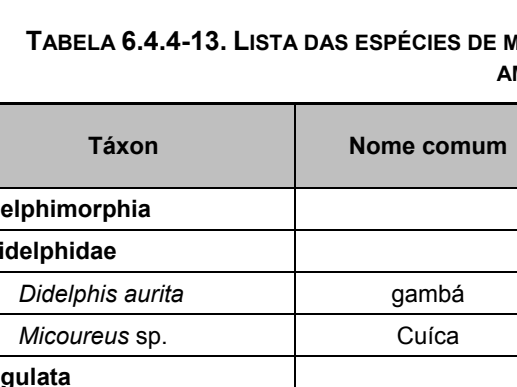 TABELA 6.4.4-13. LISTA DAS ESPÉCIES DE M
AN
Táxon Nome comum
elphimorphia
idelphidae
Didelphis aurita gambá
Micoureus sp. Cuíca
gulata